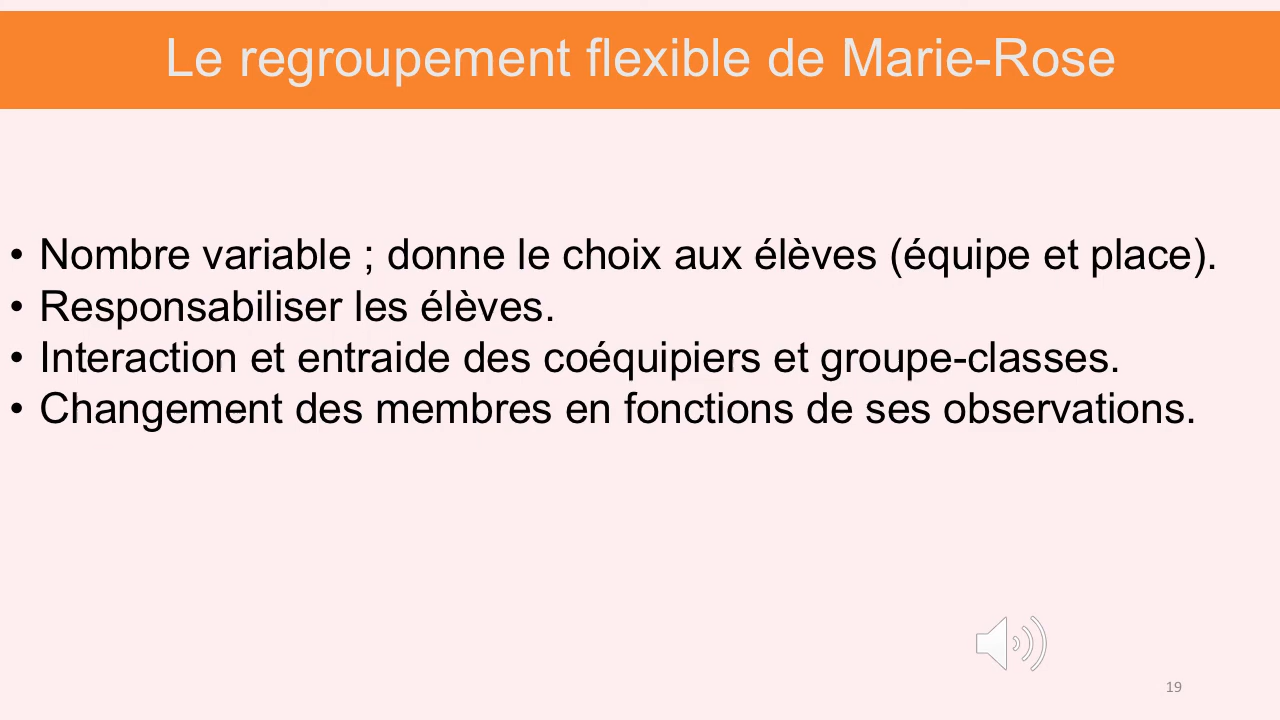 Le regroupement flexible de Marie-Rose
• Nombre variable ; donne le choix aux élèves (équipe et place).
• Responsabiliser les élèves.
• Interaction et entraide des coéquipiers et groupe-classes.
• Changement des membres en fonctions de ses observations.
19